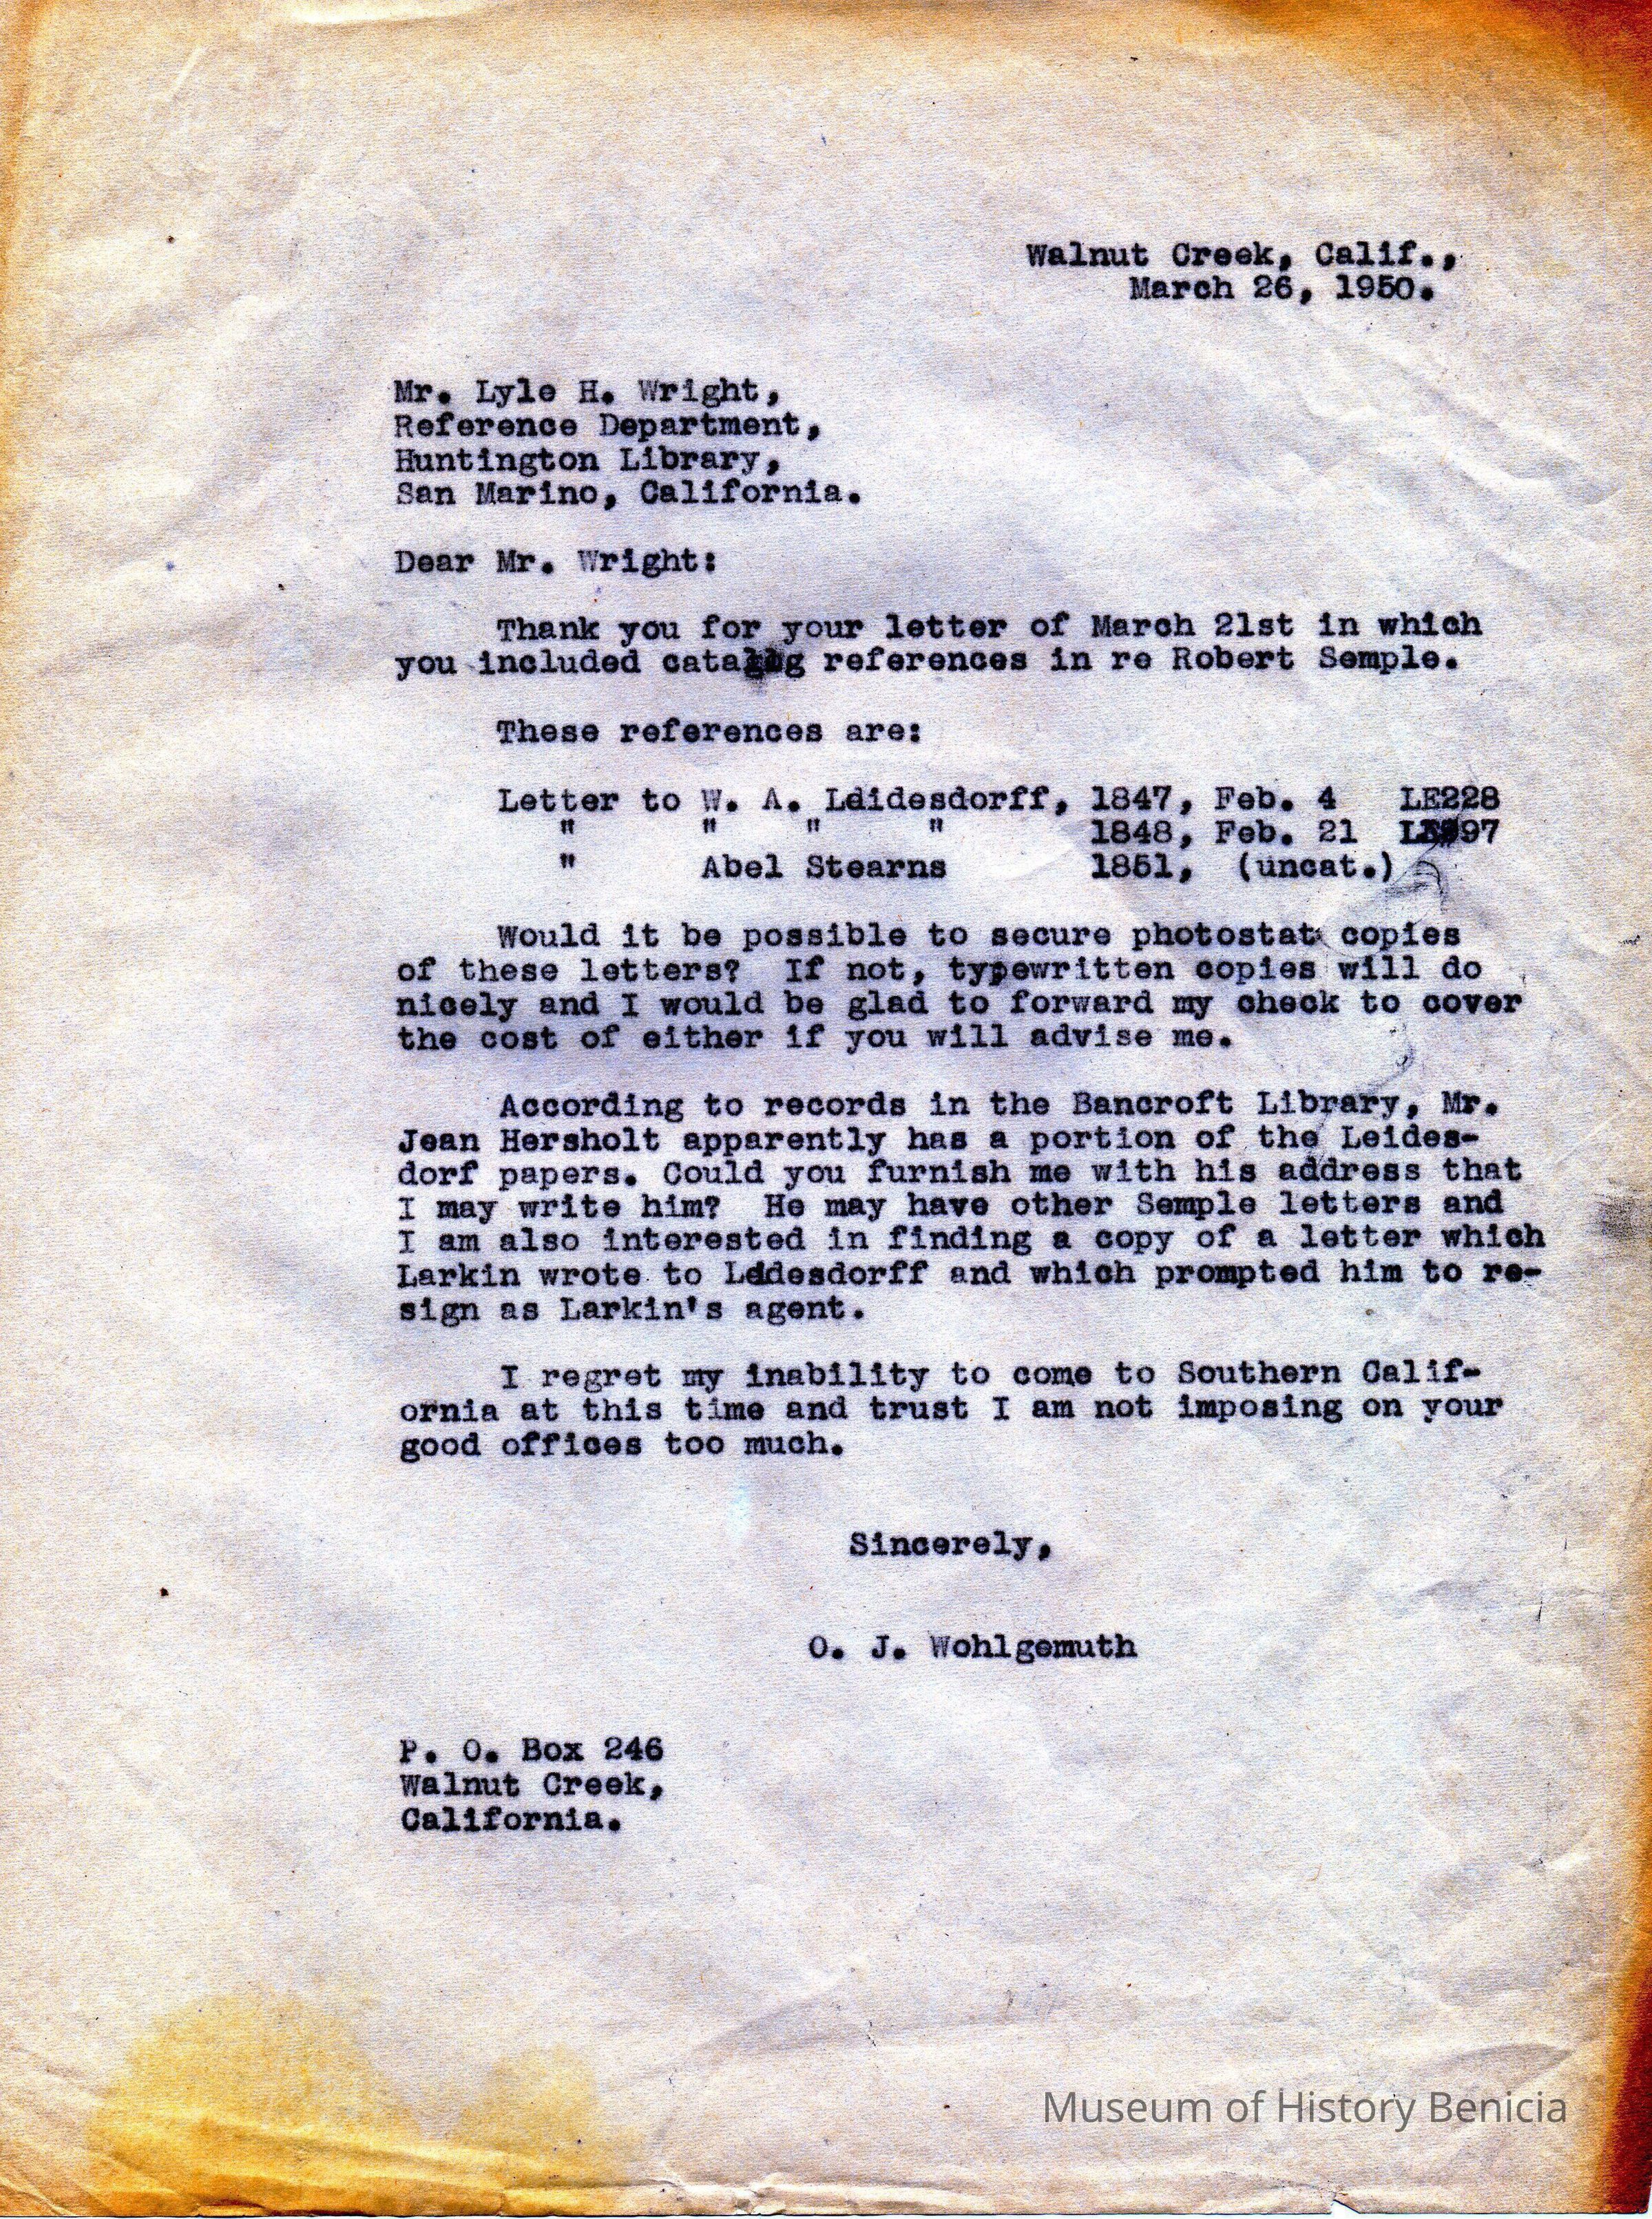 Walnut Creek, Calif.,
March 26, 1950.
Mr. Lyle H. Wright,
Reference Department,
Huntington Library,
San Marino, California.
Dear Mr. Wright:
Thank you for your letter of March 21st in which
you included catalog references in re Robert Semple.
These references are:
Letter to W. A. Leidesdorff, 1847, Feb. 4 LE228
" " " " 1848, Feb. 21
" Abel Stearns 1851, (uncat.)
Would it be possible to secure photostat copies
of these letters? If not, typewritten copies will do
nicely and I would be glad to forward my check to cover
the cost of either if you will advise me.
According to records in the Bancroft Library, Mr.
Jean Hersholt apparently has a portion of the Leides-
dorf papers. Could you furnish me with his address that
I may write him? He may have other Semple letters and
I am also interested in finding a copy of a letter which
Larkin wrote to Leidesdorff and which prompted him to re-
sign as Larkin's agent.
I regret my inability to come to Southern Calif-
ornia at this time and trust I am not imposing on your
good offices too much.
Sincerely,
O. J. Wohlgemuth
P. O. Box 246
Walnut Creek,
California.
Museum of History Benicia